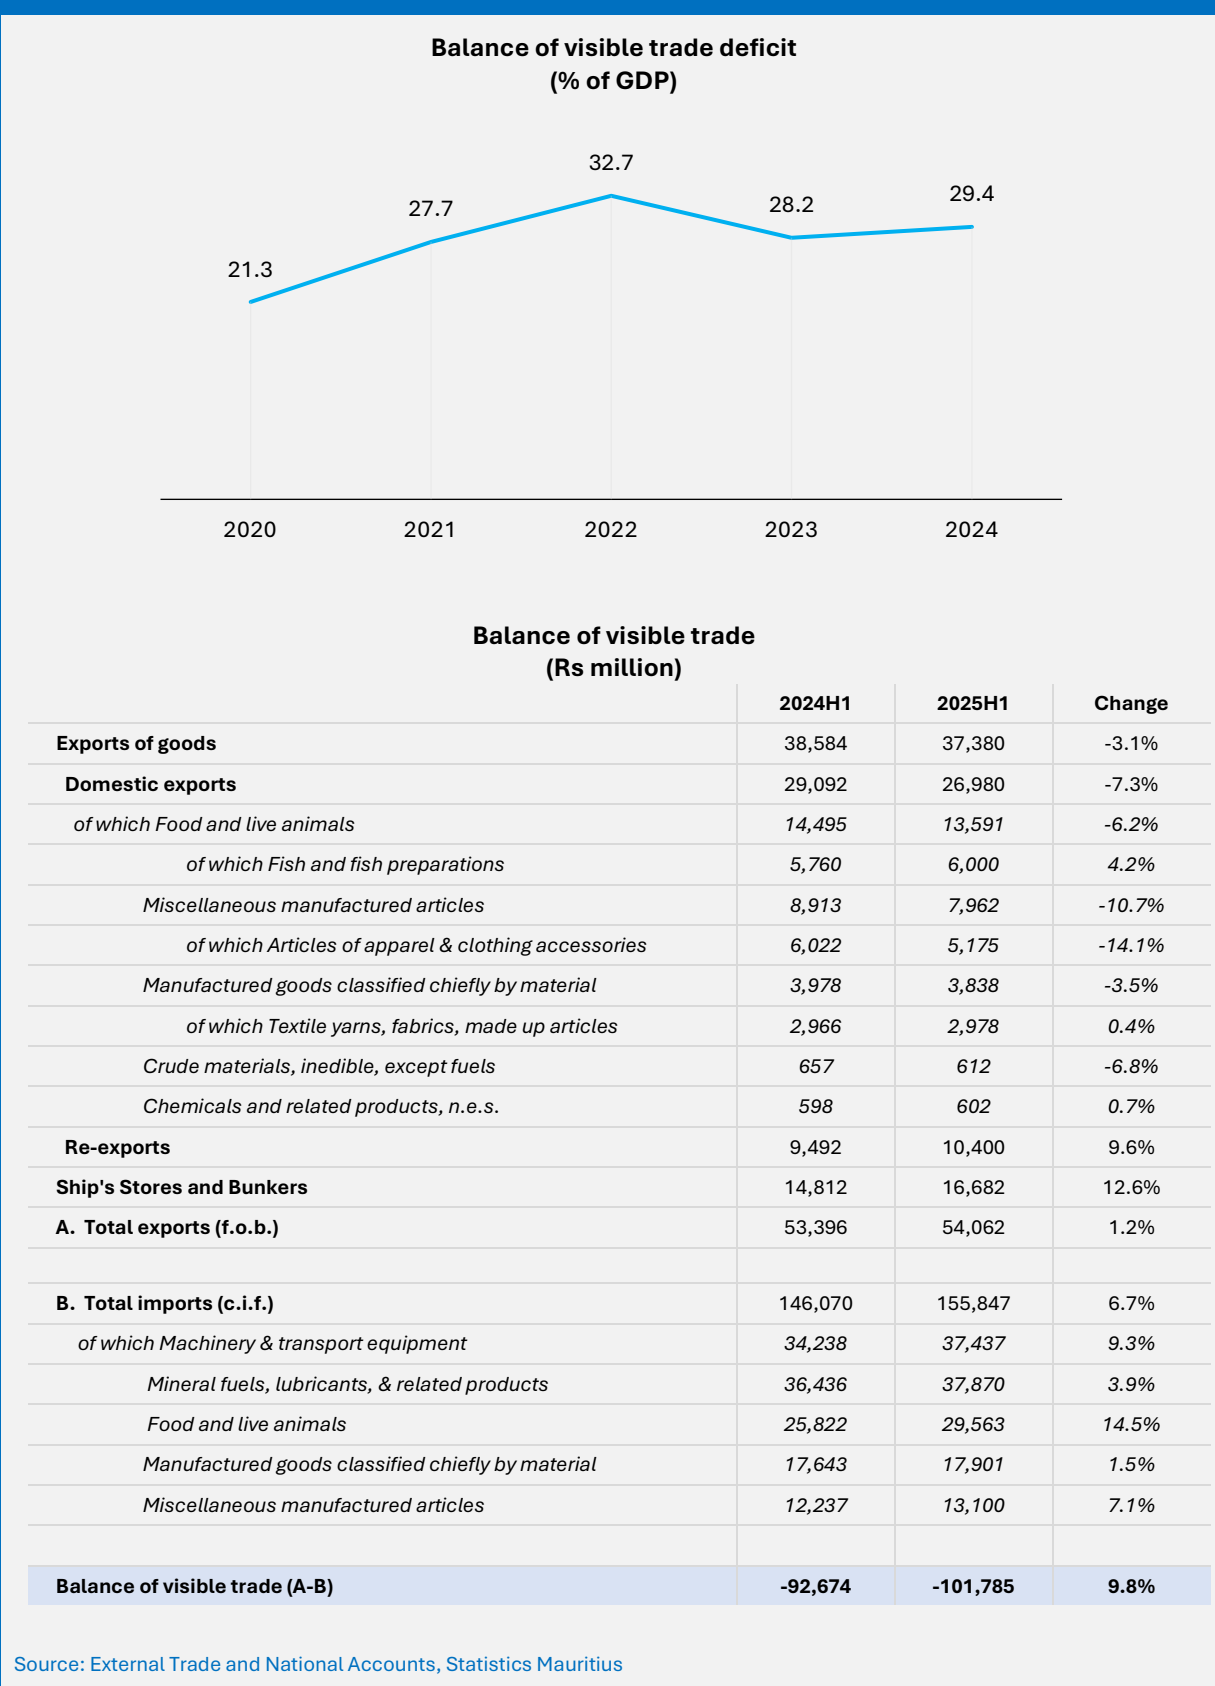 Balance of visible trade deficit
(% of GDP)
32.7
29.4
27.7
28.2
21.3
2020 2021 2022 2023 2024
Balance of visible trade
(Rs million)
2024H1 2025H1 Change
Exports of goods 38,584 37,380 -3.1%
Domestic exports 29,092 26,980 -7.3%
of which Food and live animals 14,495 13,591 -6.2%
of which Fish and fish preparations 5,760 6,000 4.2%
Miscellaneous manufactured articles 8,913 7,962 -10.7%
of which Articles of apparel & clothing accessories 6,022 5,175 -14.1%
Manufactured goods classified chiefly by material 3,978 3,838 -3.5%
of which Textile yarns, fabrics, made up articles 2,966 2,978 0.4%
Crude materials, inedible, except fuels 657 612 -6.8%
Chemicals and related products, n.e.s. 598 602 0.7%
Re-exports 9,492 10,400 9.6%
Ship's Stores and Bunkers 14,812 16,682 12.6%
A. Total exports (f.o.b.) 53,396 54,062 1.2%
B. Total imports (c.i.f.) 146,070 155,847 6.7%
of which Machinery & transport equipment 34,238 37,437 9.3%
Mineral fuels, lubricants, & related products 36,436 37,870 3.9%
Food and live animals 25,822 29,563 14.5%
Manufactured goods classified chiefly by material 17,643 17,901 1.5%
Miscellaneous manufactured articles 12,237 13,100 7.1%
Balance of visible trade (A-B) -92,674 -101,785 9.8%
Source: External Trade and National Accounts, Statistics Mauritius